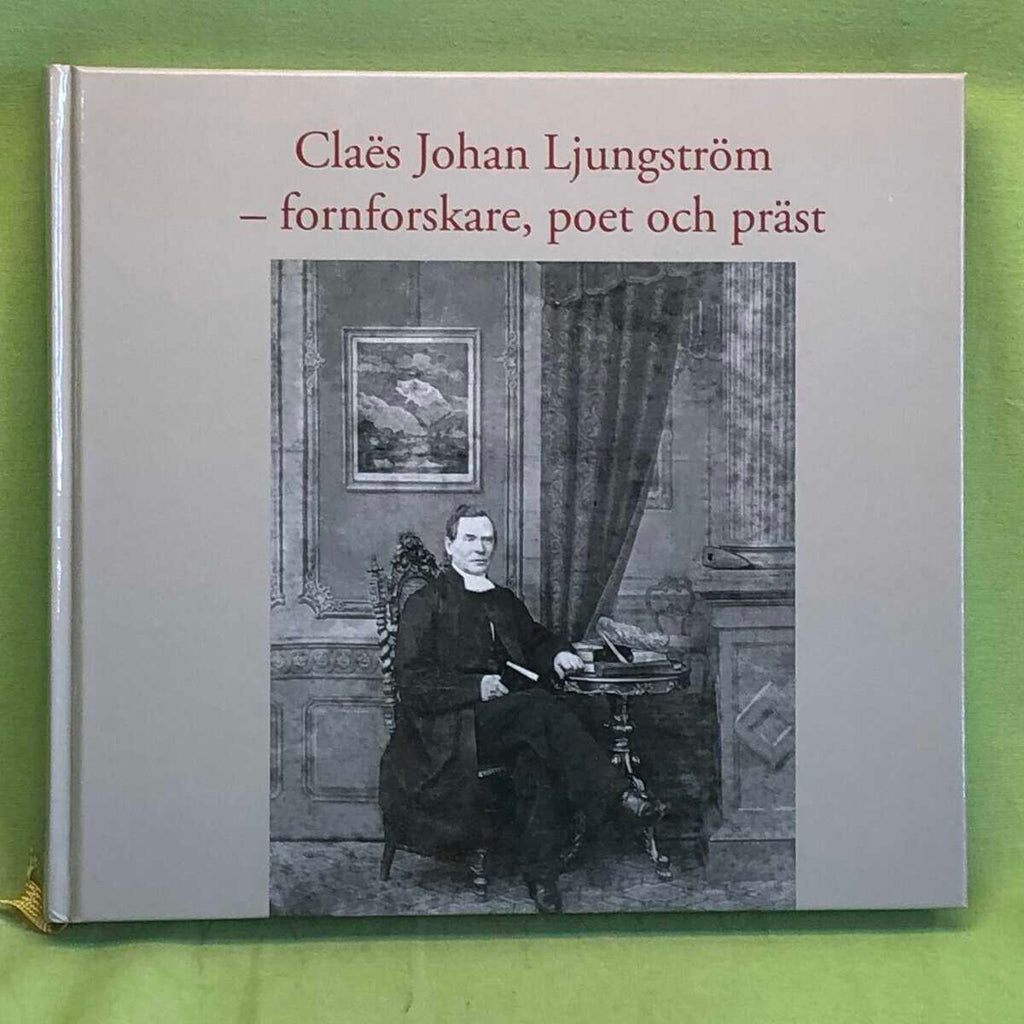 Claës Johan Ljungström
– fornforskare, poet och präst